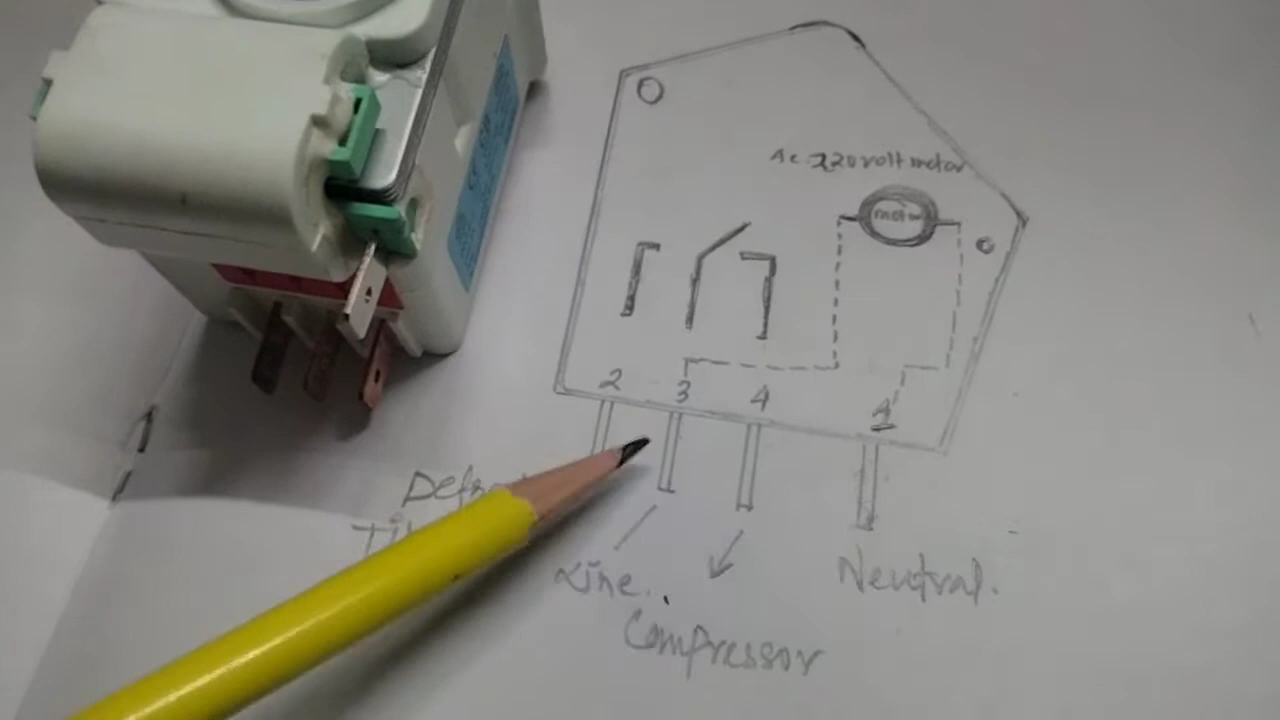 Ac 220 volt motor
motor
2 3 4 1
Line..
Compressor
Neutral.